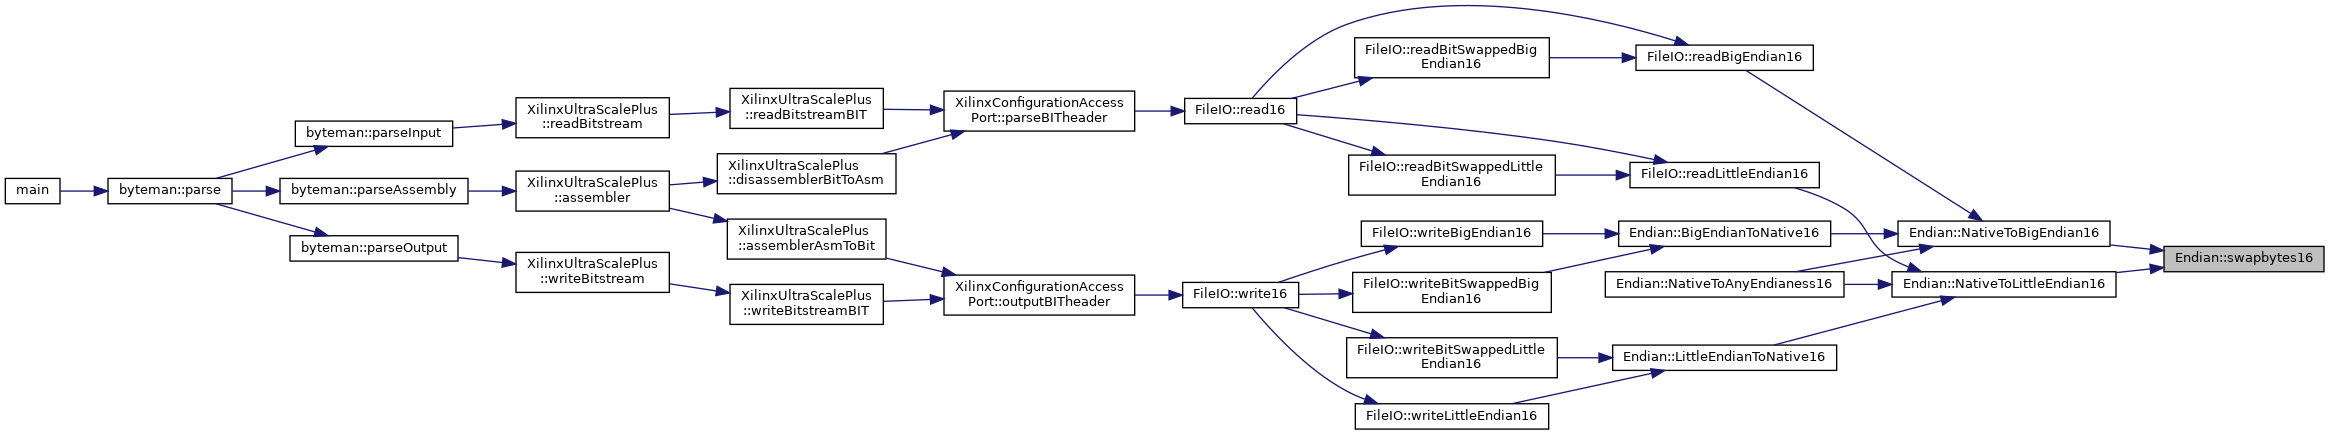 main
byteman::parse
byteman::parseInput
byteman::parseAssembly
byteman::parseOutput
XilinxUltraScalePlus
::readBitstream
XilinxUltraScalePlus
::assembler
XilinxUltraScalePlus
::writeBitstream
XilinxUltraScalePlus
::readBitstreamBIT
XilinxUltraScalePlus
::disassemblerBitToAsm
XilinxUltraScalePlus
::assemblerAsmToBit
XilinxUltraScalePlus
::writeBitstreamBIT
XilinxConfigurationAccess
Port::parseBITheader
XilinxConfigurationAccess
Port::outputBITheader
FileIO::read16
FileIO::write16
FileIO::readBitSwappedBig
Endian16
FileIO::readBitSwappedLittle
Endian16
FileIO::writeBigEndian16
FileIO::writeBitSwappedBig
Endian16
FileIO::writeBitSwappedLittle
Endian16
FileIO::writeLittleEndian16
FileIO::readBigEndian16
FileIO::readLittleEndian16
Endian::BigEndianToNative16
Endian::NativeToAnyEndianess16
Endian::LittleEndianToNative16
Endian::NativeToBigEndian16
Endian::NativeToLittleEndian16
Endian::swapbytes16